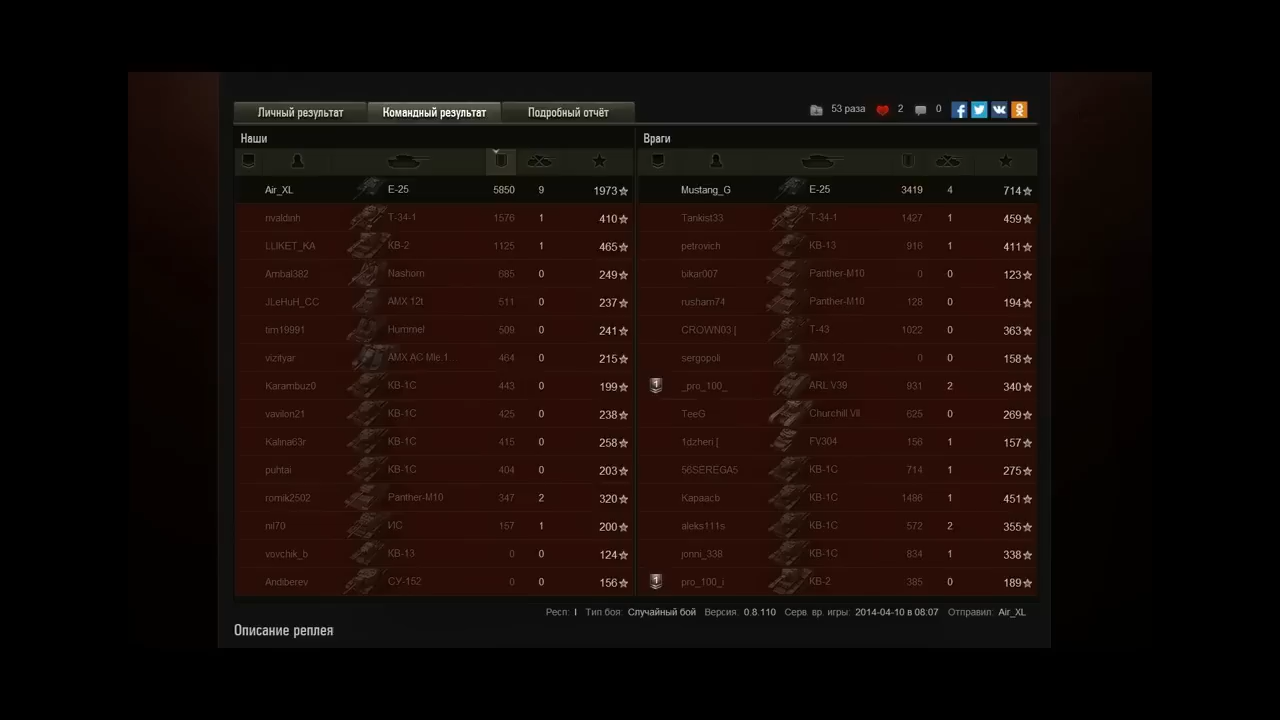 Личный результат Командный результат Подробный отчёт 53 раза 2 0
Наши Враги
Air_XL E-25 5850 9 1973 Mustang_G E-25 3419 4 714
nvaldinh T-34-1 1576 1 410 Tankist33 T-34-1 1427 1 459
LLIKET_KA КВ-2 1125 1 465 petrovich КВ-13 916 1 411
Ambal382 Nashorn 685 0 249 bikar007 Panther-M10 0 0 123
JLeHuH_CC AMX 12t 511 0 237 rusham74 Panther-M10 128 0 194
tim19991 Hummel 509 0 241 CROWN03 [ T-43 1022 0 363
vizityar AMX AC Mle.1... 464 0 215 sergopoli AMX 12t 0 0 158
Karambuz0 КВ-1С 443 0 199 1 _pro_100_ ARL V39 931 2 340
vavilon21 КВ-1С 425 0 238 TeeG Churchill VII 625 0 269
Kalina63r КВ-1С 415 0 258 1dzheri [ FV304 156 1 157
puhtai КВ-1С 404 0 203 56SEREGA5 КВ-1С 714 1 275
romik2502 Panther-M10 347 2 320 Kapaacb КВ-1С 1486 1 451
nil70 ИС 157 1 200 aleks111s КВ-1С 572 2 355
vovchik_b КВ-13 0 0 124 jonni_338 КВ-1С 834 1 338
Andiberev СУ-152 0 0 156 1 pro_100_i КВ-2 385 0 189
Респ: I Тип боя: Случайный бой Версия: 0.8.110 Серв. вр. игры: 2014-04-10 в 08:07 Отправил: Air_XL
Описание реплея